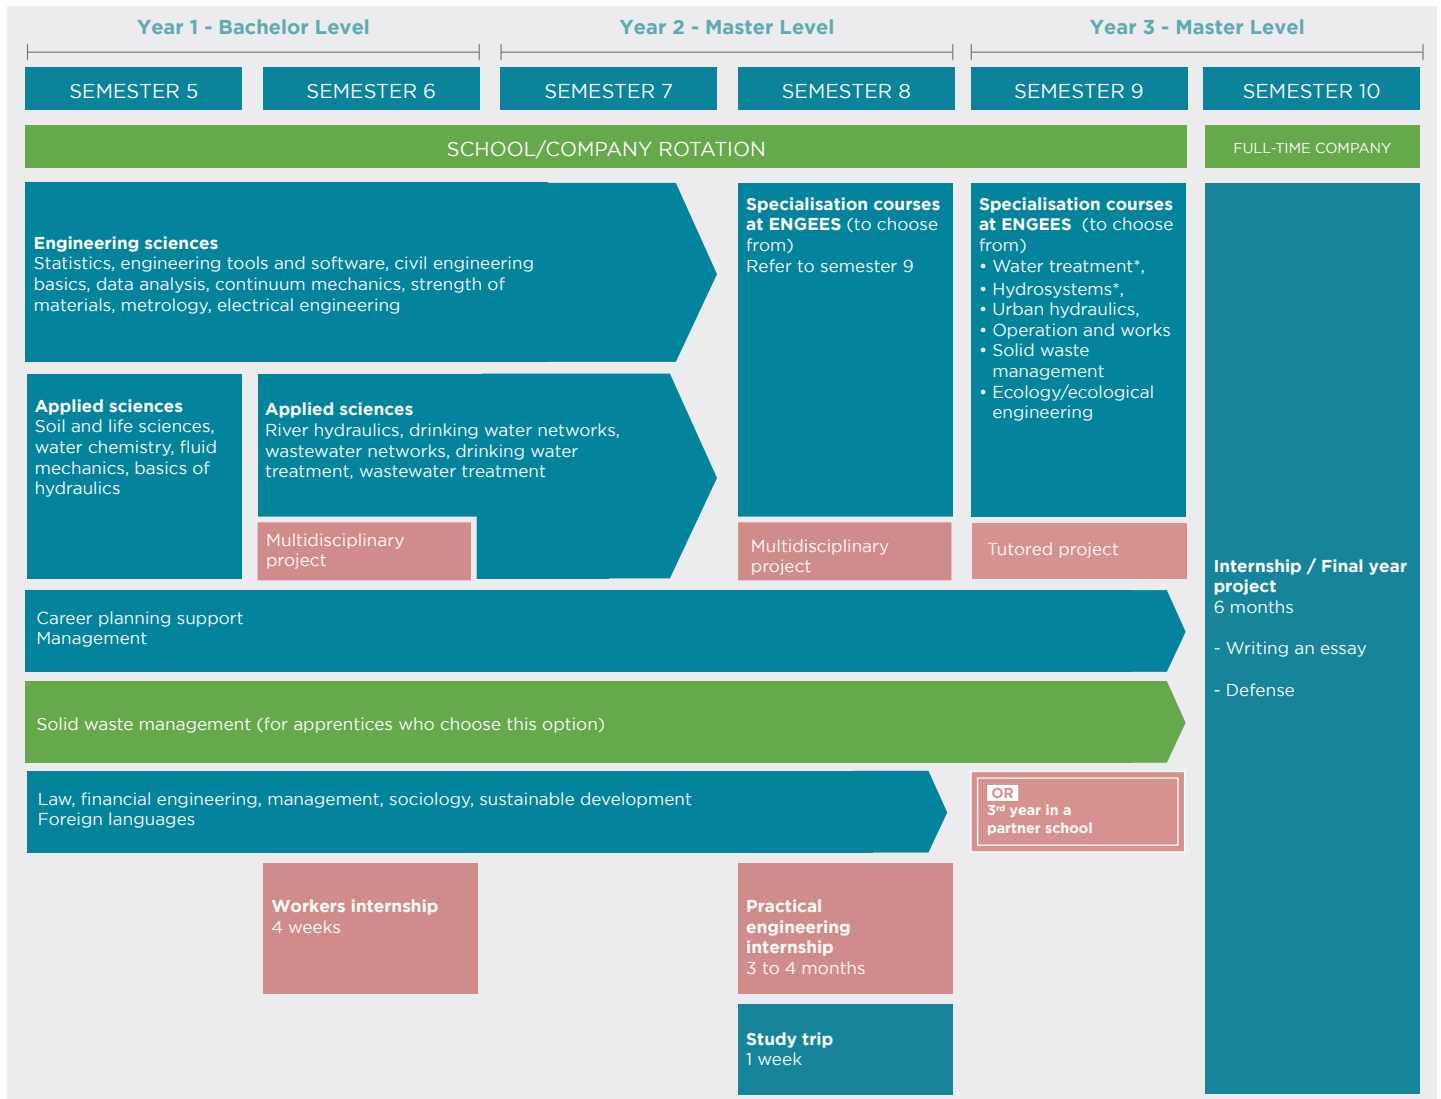 Year 1 - Bachelor Level
Year 2 - Master Level
Year 3 - Master Level
SEMESTER 5
SEMESTER 6
SEMESTER 7
SEMESTER 8
SEMESTER 9
SEMESTER 10
SCHOOL/COMPANY ROTATION
FULL-TIME COMPANY
Engineering sciences
Statistics, engineering tools and software, civil engineering
basics, data analysis, continuum mechanics, strength of
materials, metrology, electrical engineering
Specialisation courses
at ENGEES (to choose
from)
Refer to semester 9
Specialisation courses
at ENGEES (to choose
from)
• Water treatment*,
• Hydrosystems*,
• Urban hydraulics,
• Operation and works
• Solid waste
management
• Ecology/ecological
engineering
Applied sciences
Soil and life sciences,
water chemistry, fluid
mechanics, basics of
hydraulics
Applied sciences
River hydraulics, drinking water networks,
wastewater networks, drinking water
treatment, wastewater treatment
Multidisciplinary
project
Multidisciplinary
project
Tutored project
Internship / Final year
project
6 months
- Writing an essay
- Defense
Career planning support
Management
Solid waste management (for apprentices who choose this option)
Law, financial engineering, management, sociology, sustainable development
Foreign languages
OR
3rd year in a
partner school
Workers internship
4 weeks
Practical
engineering
internship
3 to 4 months
Study trip
1 week